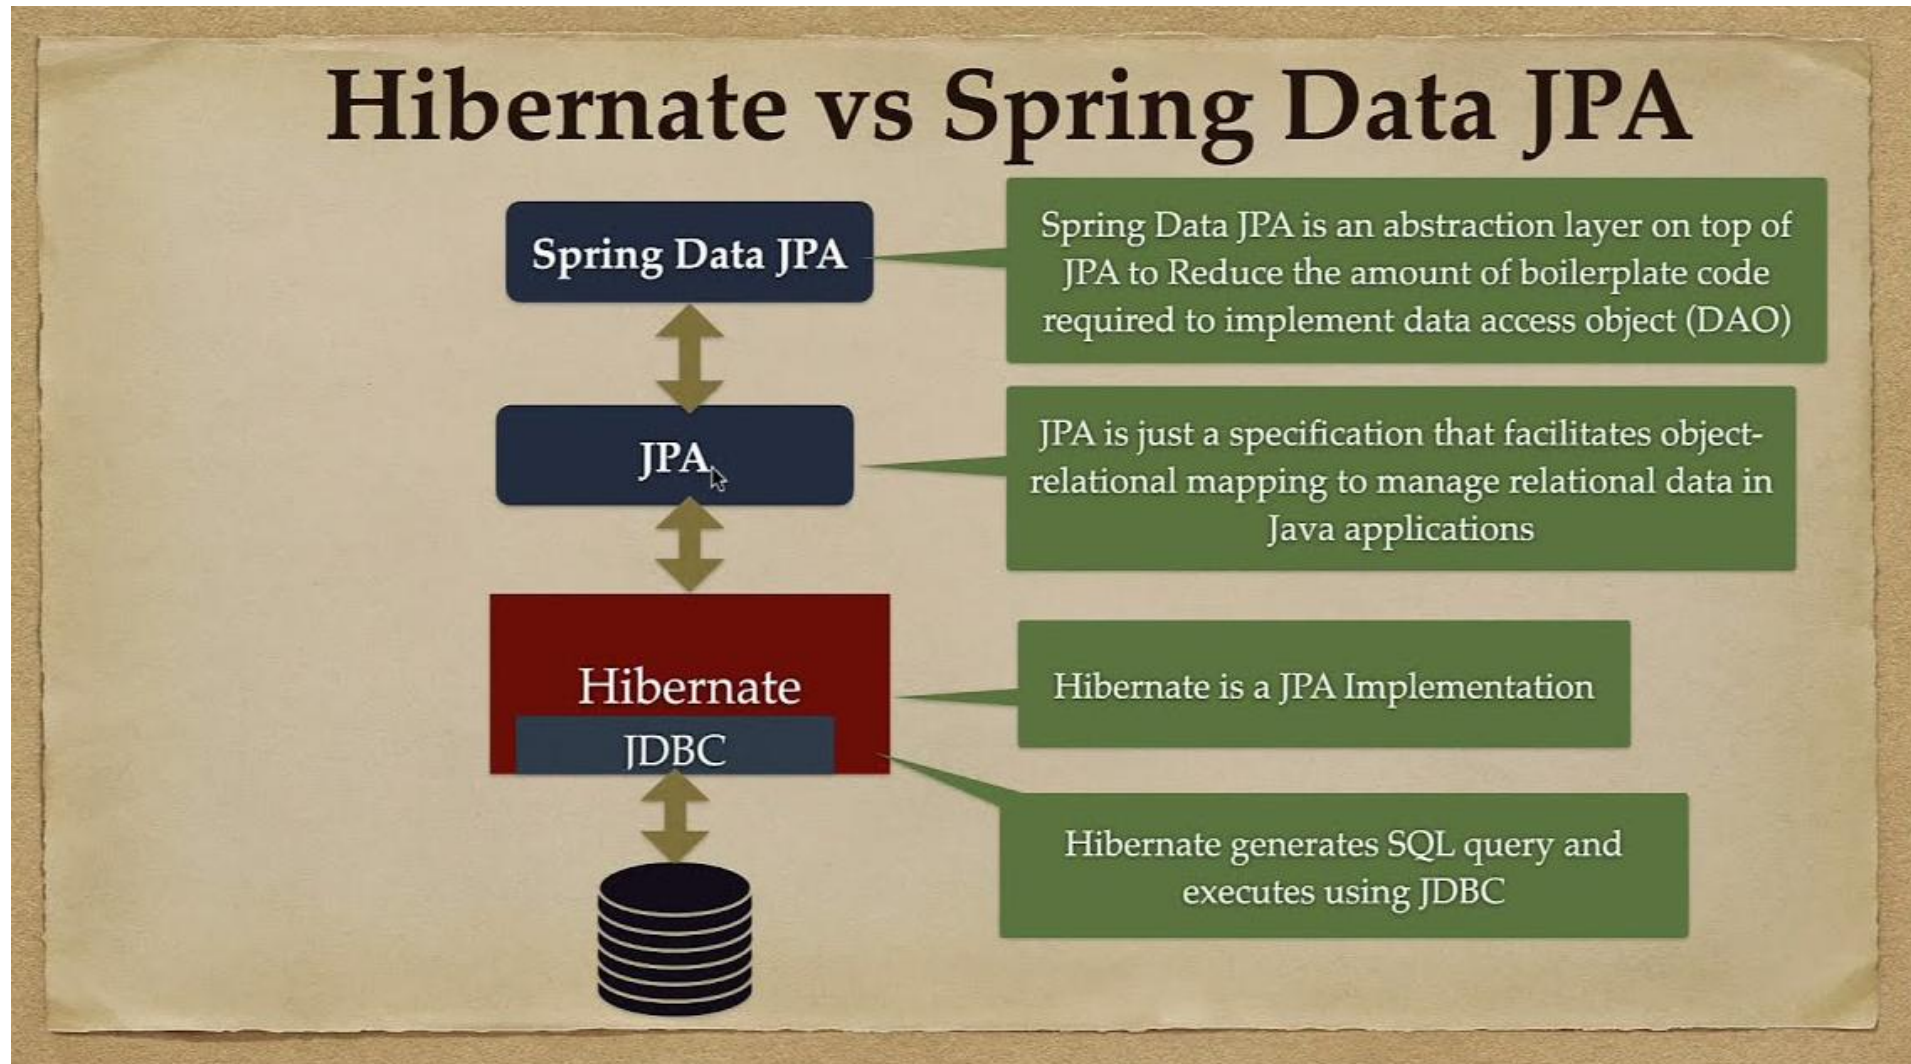 Hibernate vs Spring Data JPA
Spring Data JPA
Spring Data JPA is an abstraction layer on top of
JPA to Reduce the amount of boilerplate code
required to implement data access object (DAO)
JPA
JPA is just a specification that facilitates object-
relational mapping to manage relational data in
Java applications
Hibernate
JDBC
Hibernate is a JPA Implementation
Hibernate generates SQL query and
executes using JDBC